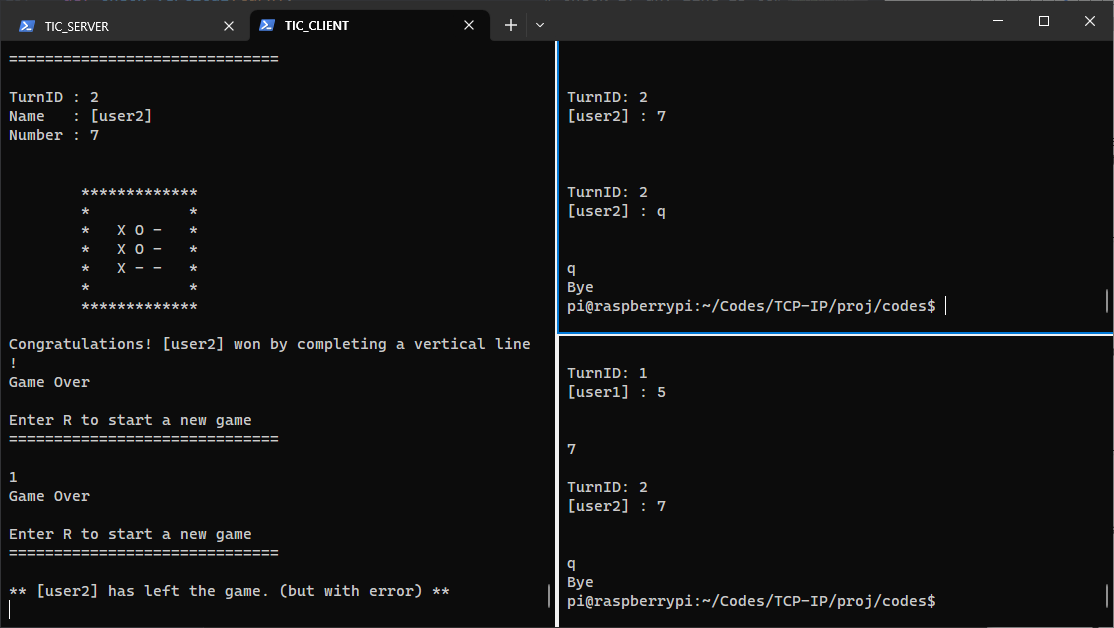 TIC_SERVER
TIC_CLIENT
==============================
TurnID : 2
Name   : [user2]
Number : 7
*************
*           *
*   X O -   *
*   X O -   *
*   X - -   *
*           *
*************
Congratulations! [user2] won by completing a vertical line
!
Game Over
Enter R to start a new game
==============================
1
Game Over
Enter R to start a new game
==============================
** [user2] has left the game. (but with error) **
TurnID: 2
[user2] : 7
TurnID: 2
[user2] : q
q
Bye
pi@raspberrypi:~/Codes/TCP-IP/proj/codes$
TurnID: 1
[user1] : 5
7
TurnID: 2
[user2] : 7
q
Bye
pi@raspberrypi:~/Codes/TCP-IP/proj/codes$